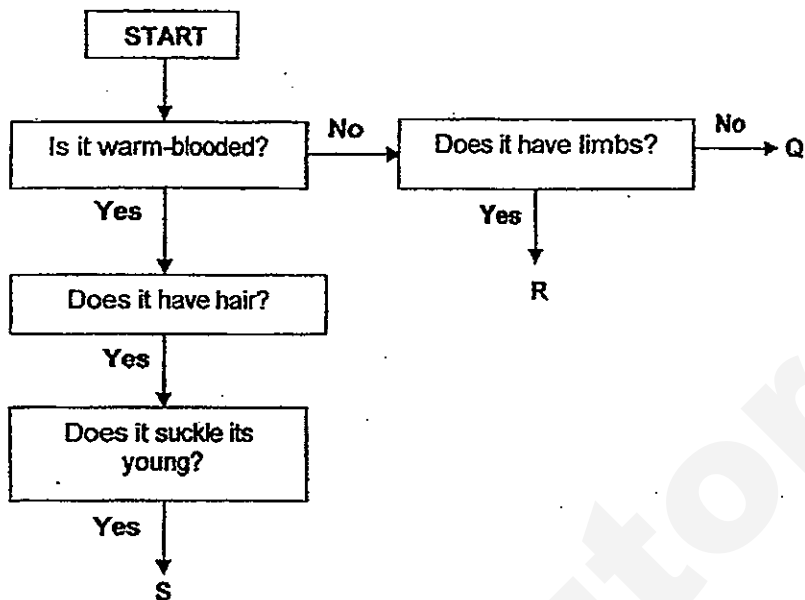 START
Is it warm-blooded?
No
Does it have limbs?
No
Q
Yes
Yes
R
Does it have hair?
Yes
Does it suckle its
young?
Yes
S